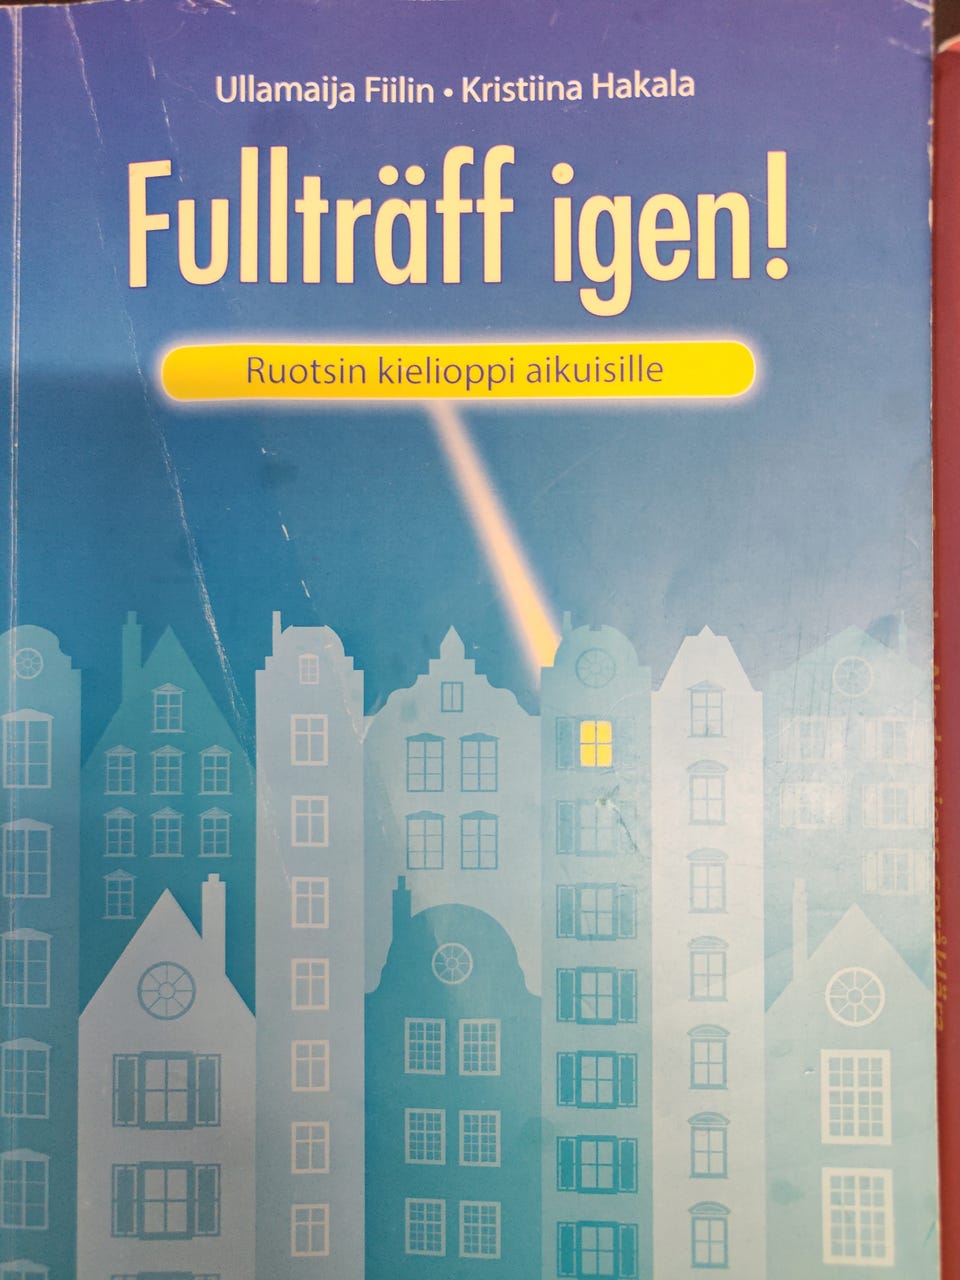 Ullamaija Fiilin • Kristiina Hakala
Fullträff igen!
Ruotsin kielioppi aikuisille